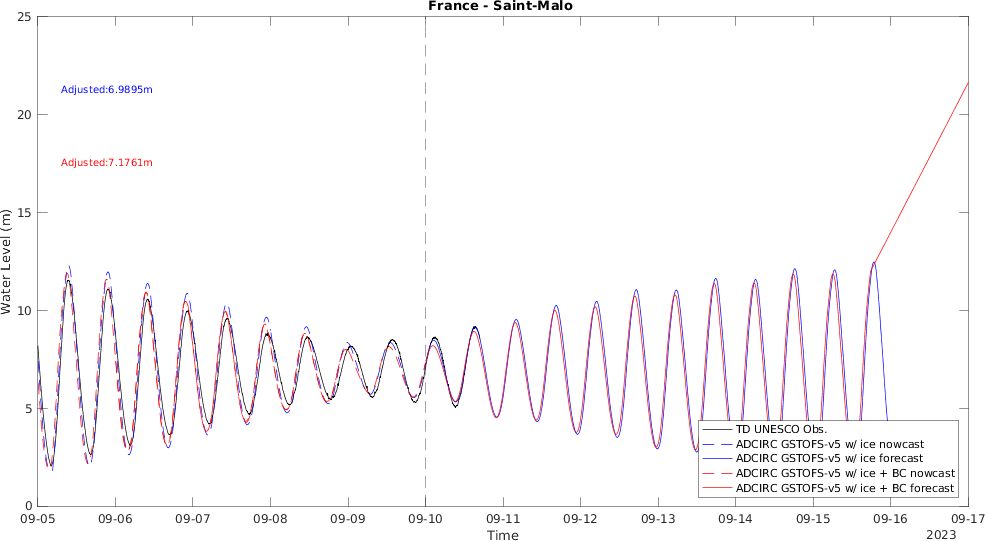 France - Saint-Malo
25
20
15
10
5
0
Water Level (m)
Adjusted:6.9895m
Adjusted:7.1761m
TD UNESCO Obs.
ADCIRC GSTOFS-v5 w/ ice nowcast
ADCIRC GSTOFS-v5 w/ ice forecast
ADCIRC GSTOFS-v5 w/ ice + BC nowcast
ADCIRC GSTOFS-v5 w/ ice + BC forecast
09-05 09-06 09-07 09-08 09-09 09-10 09-11 09-12 09-13 09-14 09-15 09-16 09-17
Time
2023